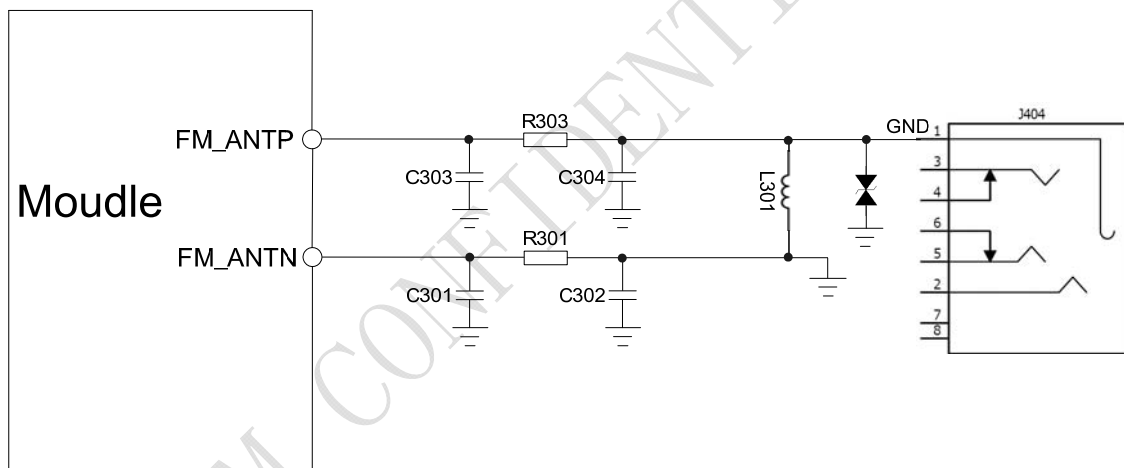 J404
R303
GND
1
FM_ANTP
3
C303
C304
L301
4
Moudle
6
R301
FM_ANTN
5
C301
C302
2
7
8
M CONFIDENT